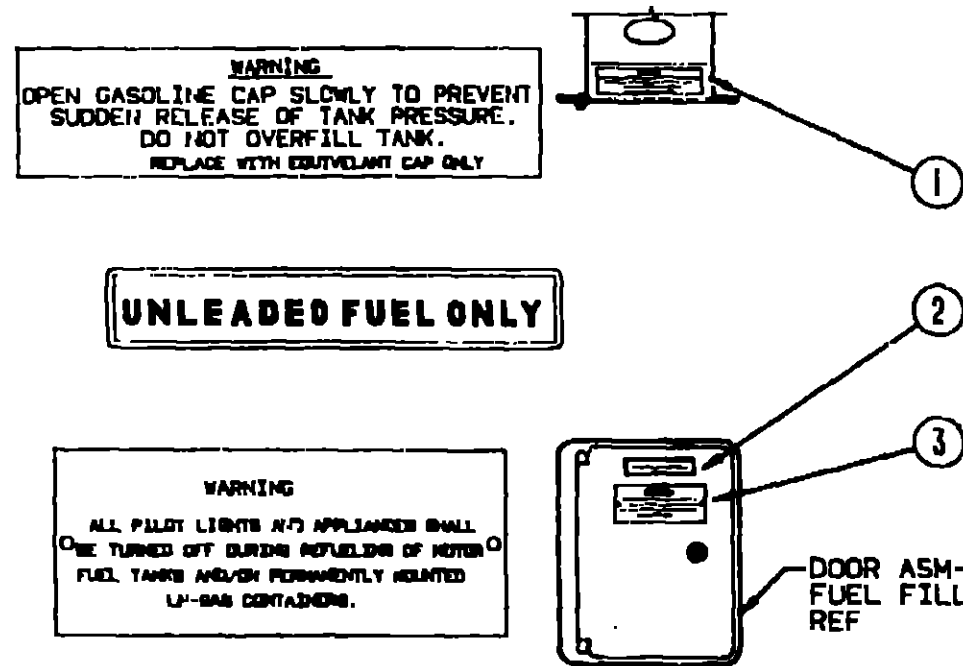 WARNING
OPEN GASOLINE CAP SLOWLY TO PREVENT
SUDDEN RELEASE OF TANK PRESSURE.
DO NOT OVERFILL TANK.
REPLACE WITH EQUIVELANT CAP ONLY
1
UNLEADED FUEL ONLY
2
3
WARNING
ALL PILOT LIGHTS AND APPLIANCES SHALL
BE TURNED OFF DURING REFUELING OF MOTOR
FUEL TANKS AND/OR PERMANENTLY MOUNTED
LP-GAS CONTAINERS.
DOOR ASM-
FUEL FILL
REF